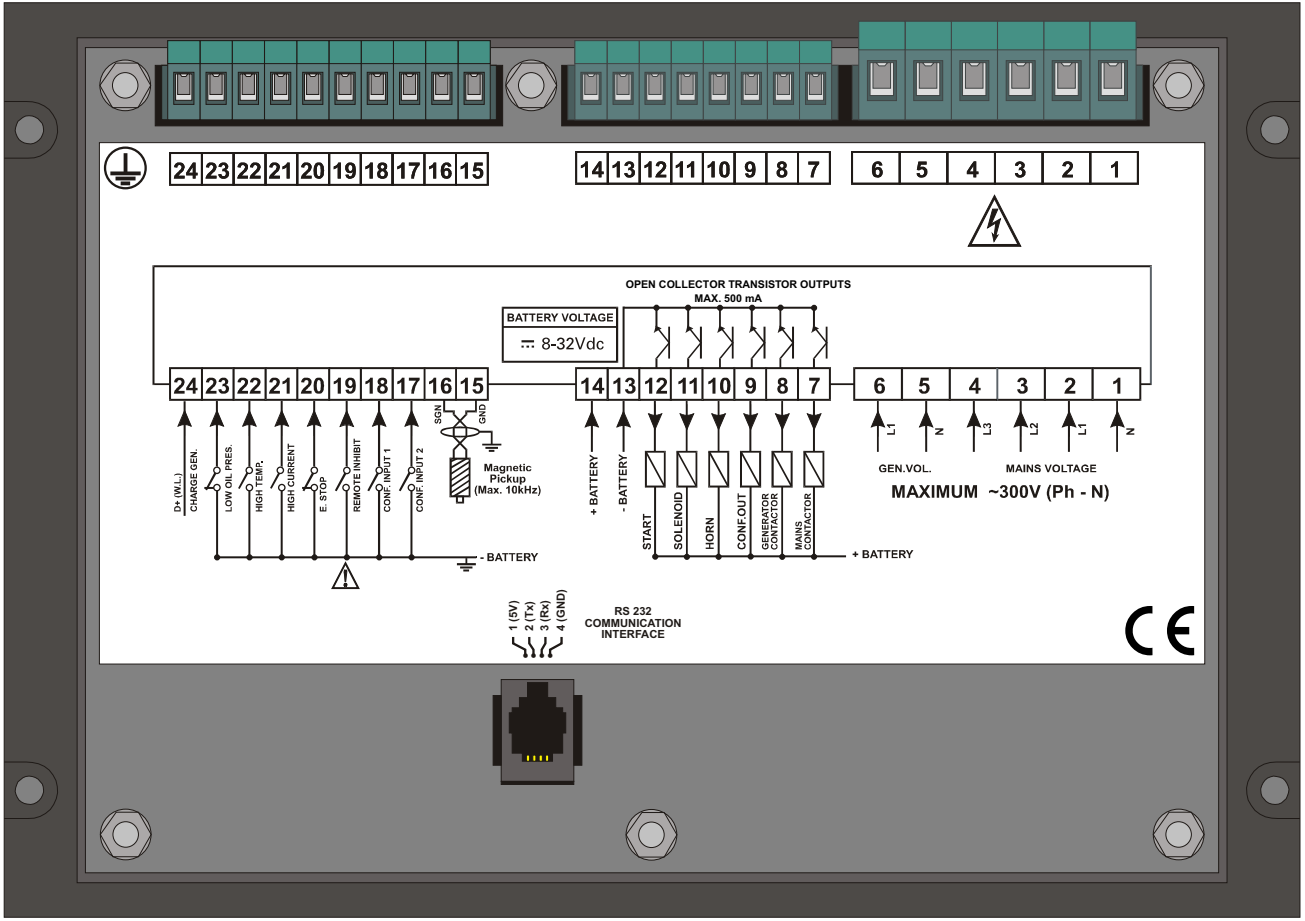 24 23 22 21 20 19 18 17 16 15
14 13 12 11 10 9 8 7
6 5 4 3 2 1
OPEN COLLECTOR TRANSISTOR OUTPUTS
MAX. 500 mA
BATTERY VOLTAGE
8-32Vdc
24 23 22 21 20 19 18 17 16 15
14 13 12 11 10 9 8 7
6 5 4 3 2 1
D+ (W.L.)
CHARGE GEN.
LOW OIL PRES.
HIGH TEMP.
HIGH CURRENT
E. STOP
REMOTE INHIBIT
CONF. INPUT 1
CONF. INPUT 2
SGN
GND
Magnetic
Pickup
(Max. 10kHz)
- BATTERY
+ BATTERY
- BATTERY
START
SOLENOID
HORN
CONF.OUT
GENERATOR
CONTACTOR
MAINS
CONTACTOR
+ BATTERY
L1
N
L3
L2
L1
N
GEN.VOL.
MAINS VOLTAGE
MAXIMUM ~300V (Ph - N)
1 (5V)
2 (Tx)
3 (Rx)
4 (GND)
RS 232
COMMUNICATION
INTERFACE
CE